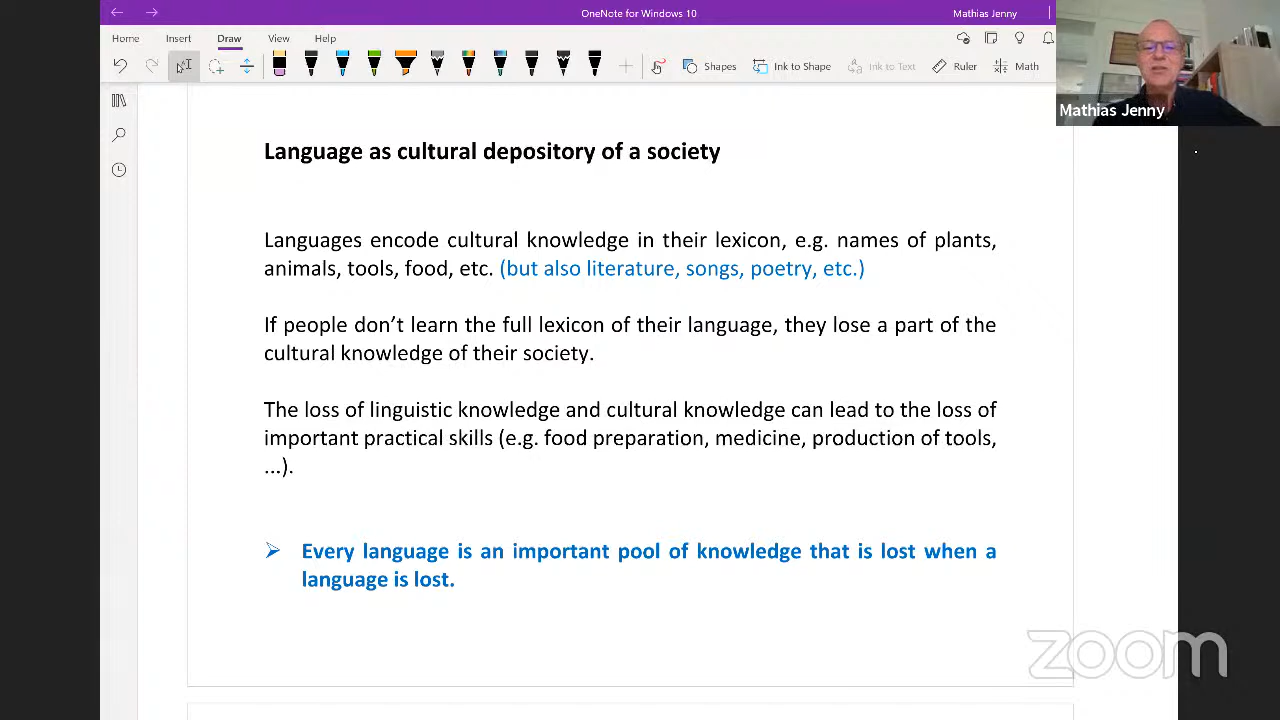 OneNote for Windows 10
Mathias Jenny
Home Insert Draw View Help
Shapes Ink to Shape Ink to Text Ruler Math
Mathias Jenny
Language as cultural depository of a society
Languages encode cultural knowledge in their lexicon, e.g. names of plants,
animals, tools, food, etc. (but also literature, songs, poetry, etc.)
If people don’t learn the full lexicon of their language, they lose a part of the
cultural knowledge of their society.
The loss of linguistic knowledge and cultural knowledge can lead to the loss of
important practical skills (e.g. food preparation, medicine, production of tools,
...).
➢ Every language is an important pool of knowledge that is lost when a
language is lost.
zoom